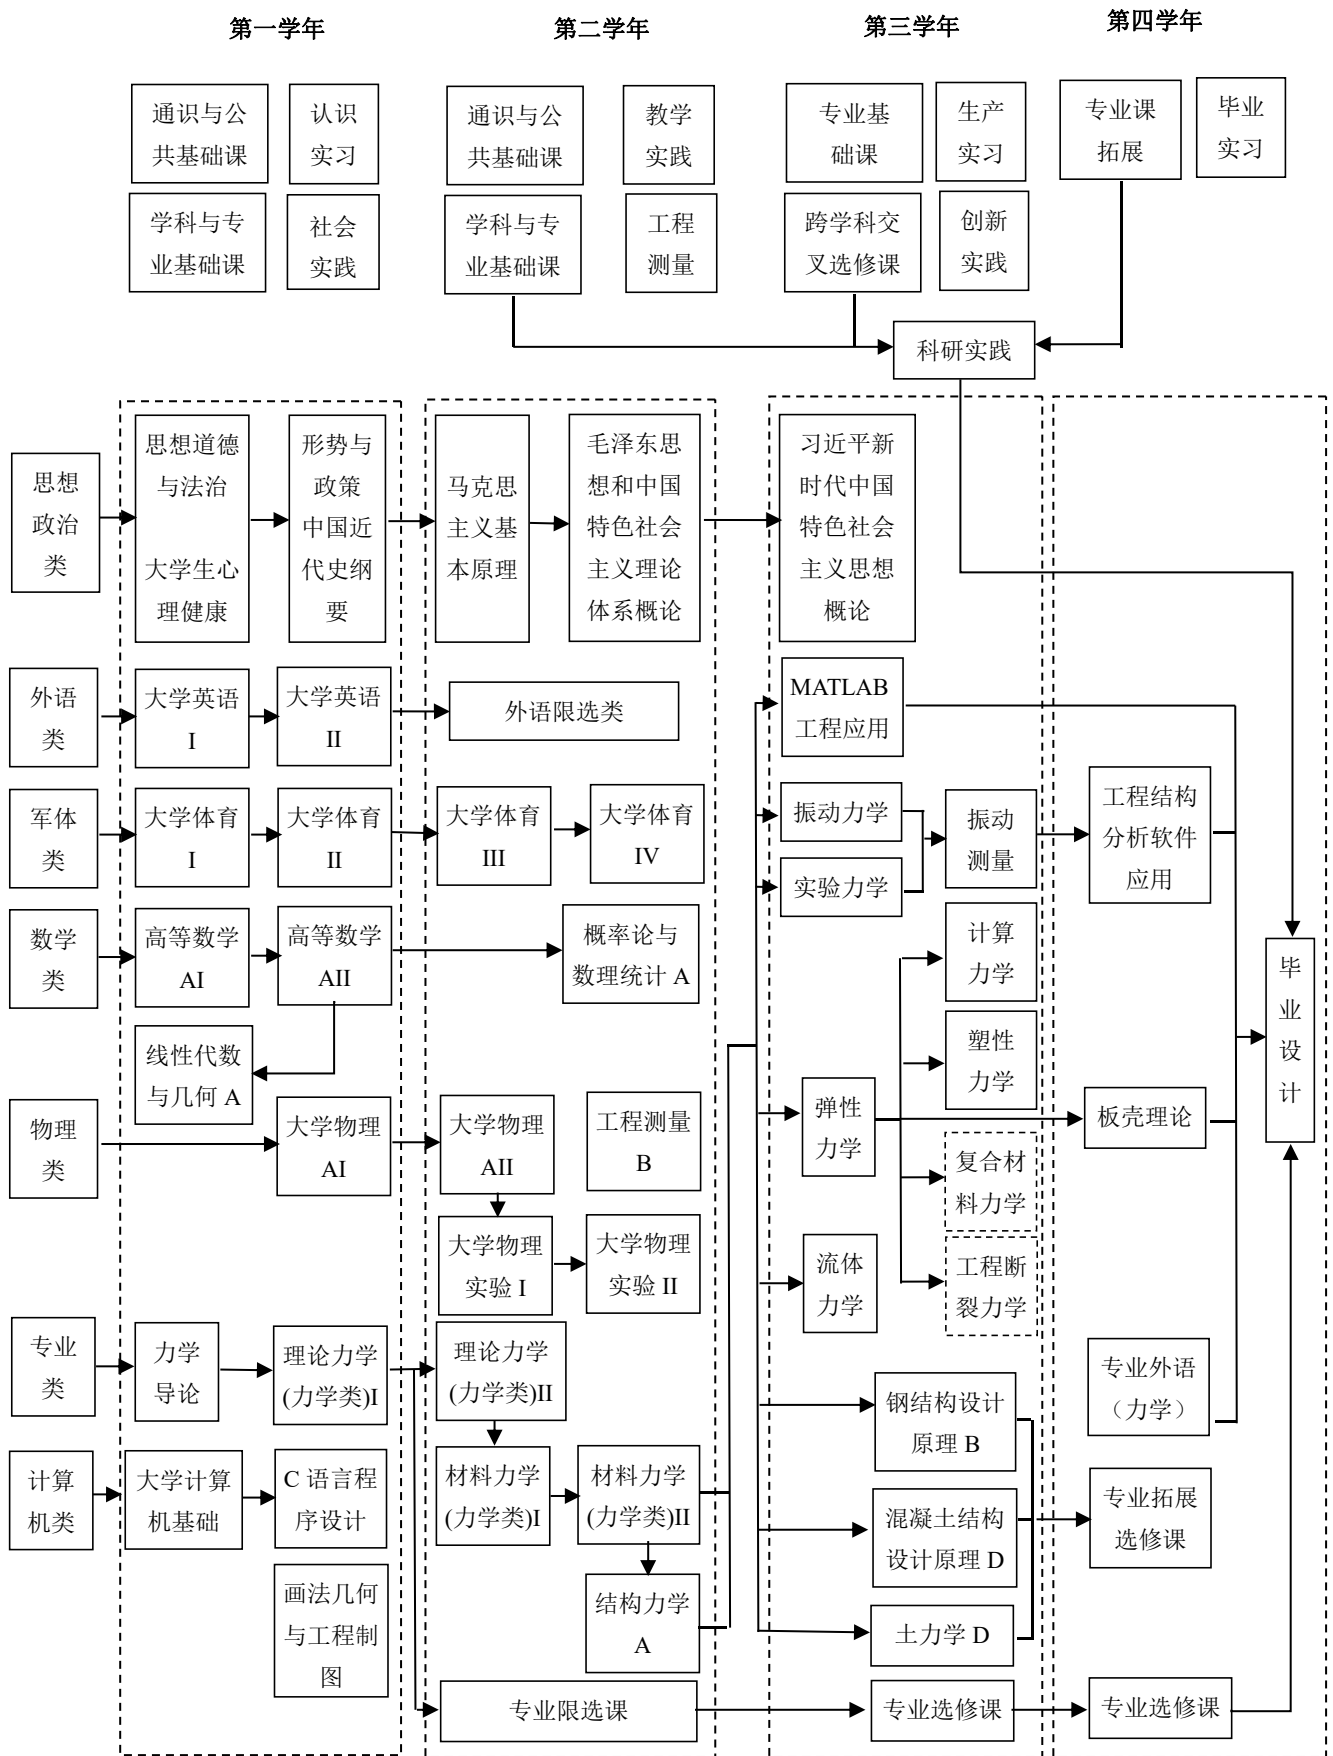 第一学年
第二学年
第三学年
第四学年
通识与公
共基础课
认识
实习
通识与公
共基础课
教学
实践
专业基
础课
生产
实习
专业课
拓展
毕业
实习
学科与专
业基础课
社会
实践
学科与专
业基础课
工程
测量
跨学科交
叉选修课
创新
实践
科研实践
思想
政治
类
思想道德
与法治
大学生心
理健康
形势与
政策
中国近
代史纲
要
马克思
主义基
本原理
毛泽东思
想和中国
特色社会
主义理论
体系概论
习近平新
时代中国
特色社会
主义思想
概论
外语
类
大学英语
I
大学英语
II
外语限选类
MATLAB
工程应用
军体
类
大学体育
I
大学体育
II
大学体育
III
大学体育
IV
振动力学
实验力学
振动
测量
工程结构
分析软件
应用
数学
类
高等数学
AI
高等数学
AII
概率论与
数理统计 A
计算
力学
线性代数
与几何 A
塑性
力学
毕
业
设
计
物理
类
大学物理
AI
大学物理
AII
工程测量
B
弹性
力学
板壳理论
复合材
料力学
大学物理
实验 I
大学物理
实验 II
流体
力学
工程断
裂力学
专业
类
力学
导论
理论力学
(力学类)I
理论力学
(力学类)II
钢结构设计
原理 B
专业外语
（力学）
计算
机类
大学计算
机基础
C 语言程
序设计
材料力学
(力学类)I
材料力学
(力学类)II
混凝土结构
设计原理 D
专业拓展
选修课
画法几何
与工程制
图
结构力学
A
土力学 D
专业限选课
专业选修课
专业选修课